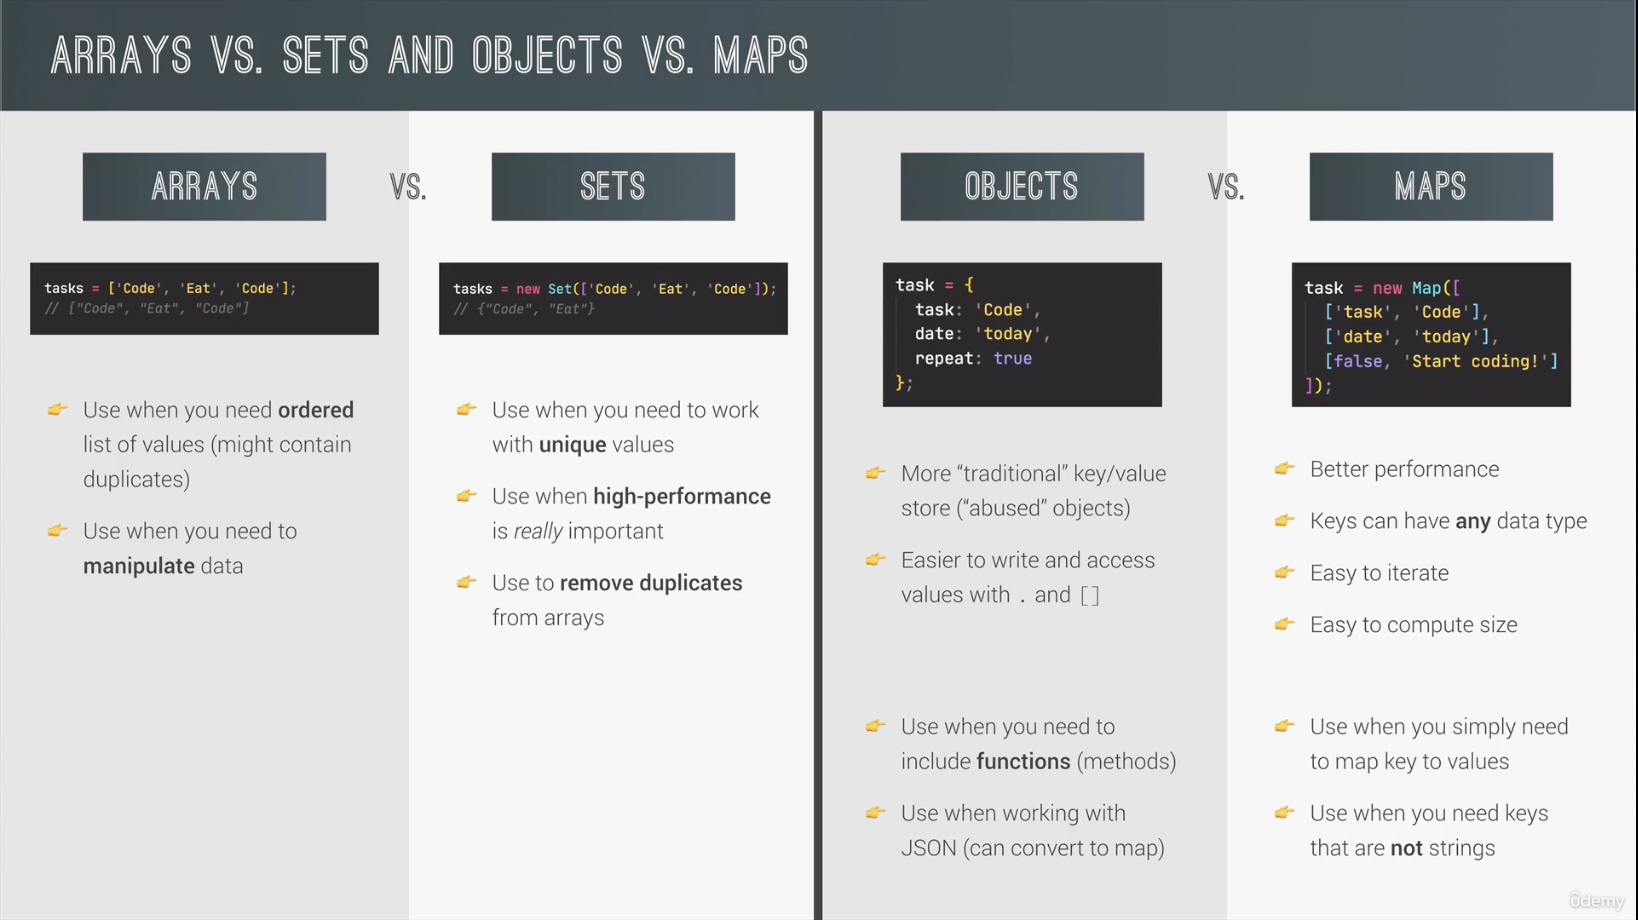 ARRAYS VS. SETS AND OBJECTS VS. MAPS
ARRAYS
VS.
SETS
tasks = ['Code', 'Eat', 'Code'];
// ["Code", "Eat", "Code"]
tasks = new Set(['Code', 'Eat', 'Code']);
// {"Code", "Eat"}
Use when you need ordered
list of values (might contain
duplicates)
Use when you need to
manipulate data
Use when you need to work
with unique values
Use when high-performance
is really important
Use to remove duplicates
from arrays
OBJECTS
VS.
MAPS
task = {
task: 'Code',
date: 'today',
repeat: true
};
task = new Map([
['task', 'Code'],
['date', 'today'],
[false, 'Start coding!']
]);
More “traditional” key/value
store (“abused” objects)
Easier to write and access
values with . and []
Use when you need to
include functions (methods)
Use when working with
JSON (can convert to map)
Better performance
Keys can have any data type
Easy to iterate
Easy to compute size
Use when you simply need
to map key to values
Use when you need keys
that are not strings
ûdemy